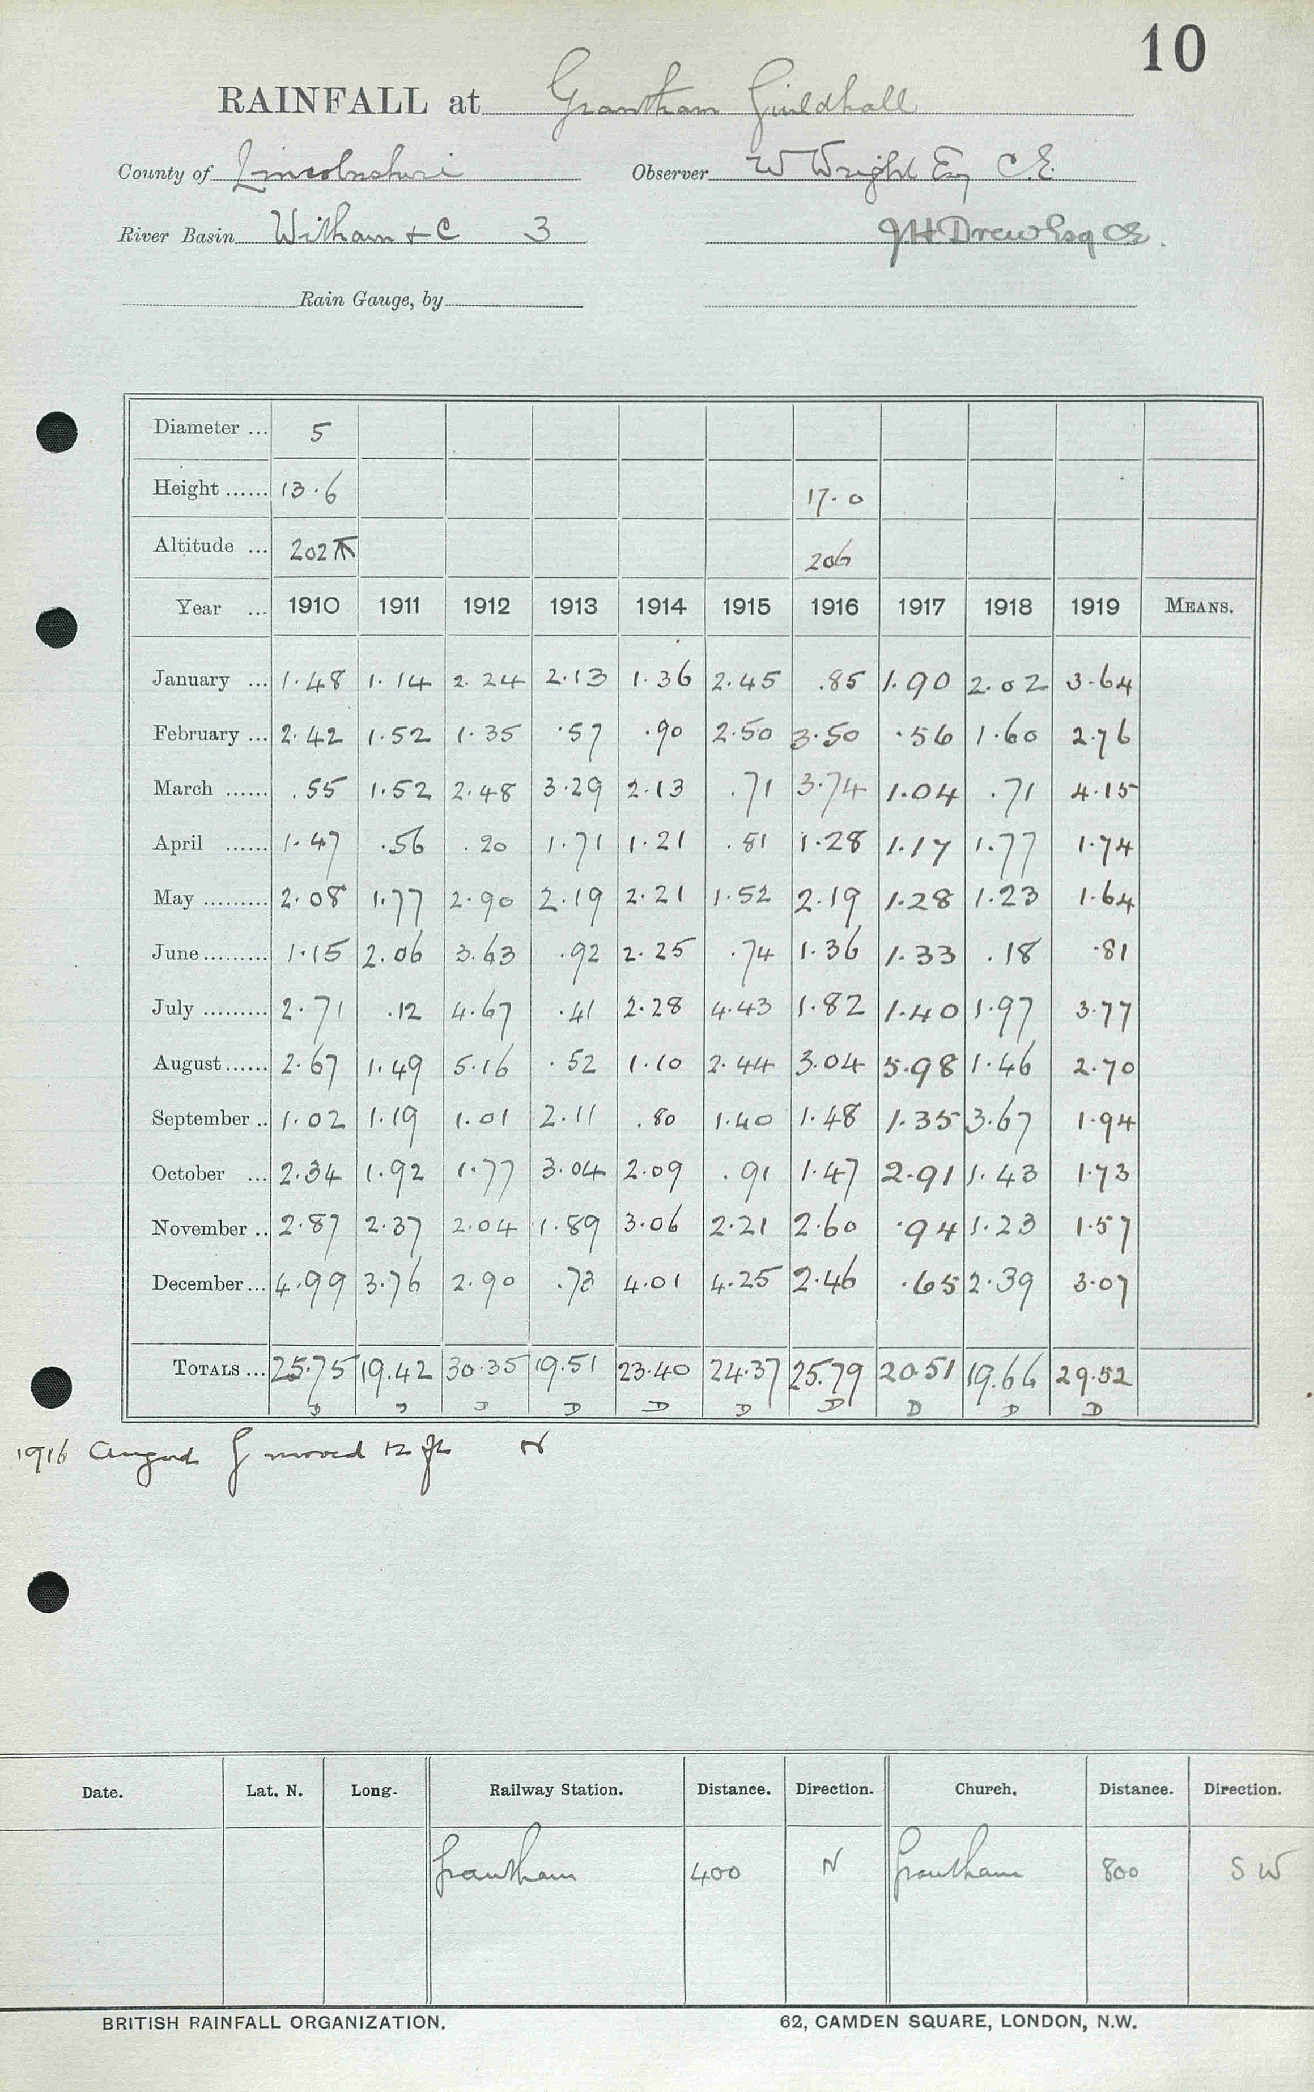 10
RAINFALL at Grantham Guildhall
County of Lincolnshire Observer W Wright Esq C.E.
River Basin Witham + C 3 JH Drew Esq CE.
Rain Gauge, by
Diameter ... 5
Height ...... 13.6 17.0
Altitude ... 202 206
Year ... 1910 1911 1912 1913 1914 1915 1916 1917 1918 1919 MEANS.
January ... 1.48 1.14 2.24 2.13 1.36 2.45 .85 1.90 2.02 3.64
February ... 2.42 1.52 1.35 .57 .90 2.50 3.50 .56 1.60 2.76
March ...... .55 1.52 2.48 3.29 2.13 .71 3.74 1.04 .71 4.15
April ...... 1.47 .56 .20 1.71 1.21 .81 1.28 1.17 1.77 1.74
May ......... 2.08 1.77 2.90 2.19 2.21 1.52 2.19 1.28 1.23 1.64
June ......... 1.15 2.06 3.63 .92 2.25 .74 1.36 1.33 .18 .81
July ......... 2.71 .12 4.67 .41 2.28 4.43 1.82 1.40 1.97 3.77
August ...... 2.67 1.49 5.16 .52 1.10 2.44 3.04 5.98 1.46 2.70
September .. 1.02 1.19 1.01 2.11 .80 1.40 1.48 1.35 3.67 1.94
October ... 2.34 1.92 1.77 3.04 2.09 .91 1.47 2.91 1.43 1.73
November .. 2.87 2.37 2.04 1.89 3.06 2.21 2.60 .94 1.23 1.57
December ... 4.99 3.76 2.90 .73 4.01 4.25 2.46 .65 2.39 3.07
TOTALS ... 25.75 19.42 30.35 19.51 23.40 24.37 25.79 20.51 19.66 29.52
D D D D D D D D D D
1916 August G moved 12 ft N
Date. Lat. N. Long. Railway Station. Distance. Direction. Church. Distance. Direction.
Grantham 400 N Grantham 800 S W
BRITISH RAINFALL ORGANIZATION. 62, CAMDEN SQUARE, LONDON, N.W.